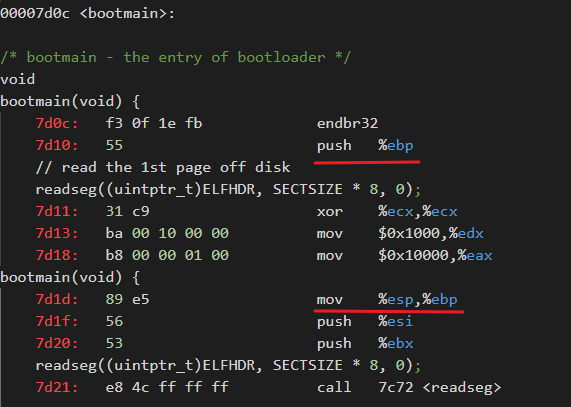 00007d0c <bootmain>:
/* bootmain - the entry of bootloader */
void
bootmain(void) {
7d0c: f3 0f 1e fb endbr32
7d10: 55 push %ebp
// read the 1st page off disk
readseg((uintptr_t)ELFHDR, SECTSIZE * 8, 0);
7d11: 31 c9 xor %ecx,%ecx
7d13: ba 00 10 00 00 mov $0x1000,%edx
7d18: b8 00 00 01 00 mov $0x10000,%eax
bootmain(void) {
7d1d: 89 e5 mov %esp,%ebp
7d1f: 56 push %esi
7d20: 53 push %ebx
readseg((uintptr_t)ELFHDR, SECTSIZE * 8, 0);
7d21: e8 4c ff ff ff call 7c72 <readseg>